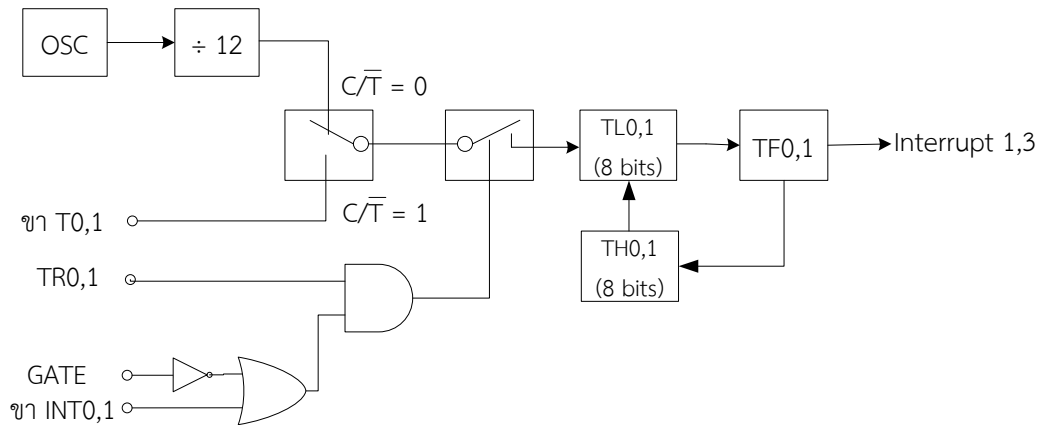 OSC
÷ 12
C/T̅ = 0
TL0,1
(8 bits)
TF0,1
Interrupt 1,3
ขา T0,1
C/T̅ = 1
TH0,1
(8 bits)
TR0,1
GATE
ขา INT0,1